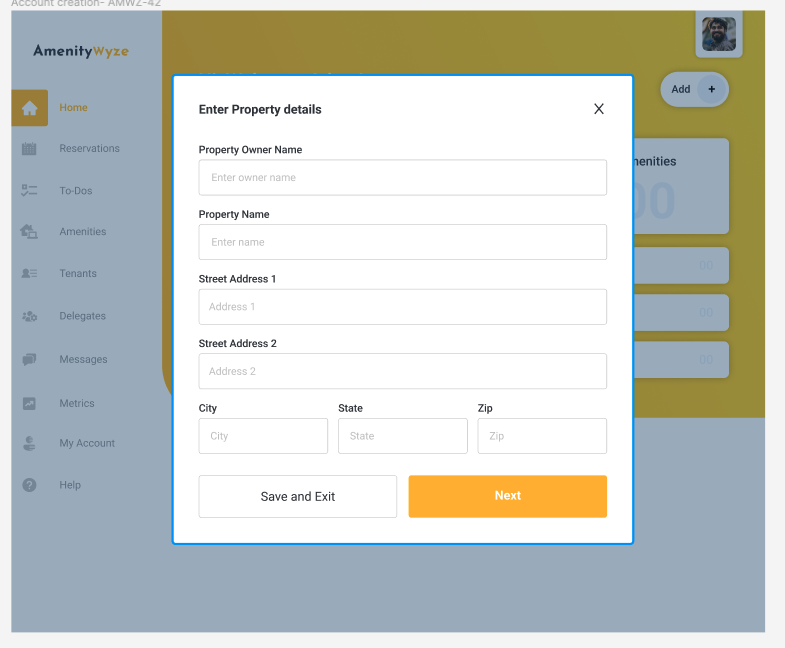 Account creation- AMWZ-42
AmenityWyze
Add +
Home
Reservations
To-Dos
Amenities
Tenants
Delegates
Messages
Metrics
My Account
Help
Enter Property details
X
Property Owner Name
Enter owner name
Property Name
Enter name
Street Address 1
Address 1
Street Address 2
Address 2
City State Zip
City State Zip
Save and Exit Next
menities
00
00
00
00